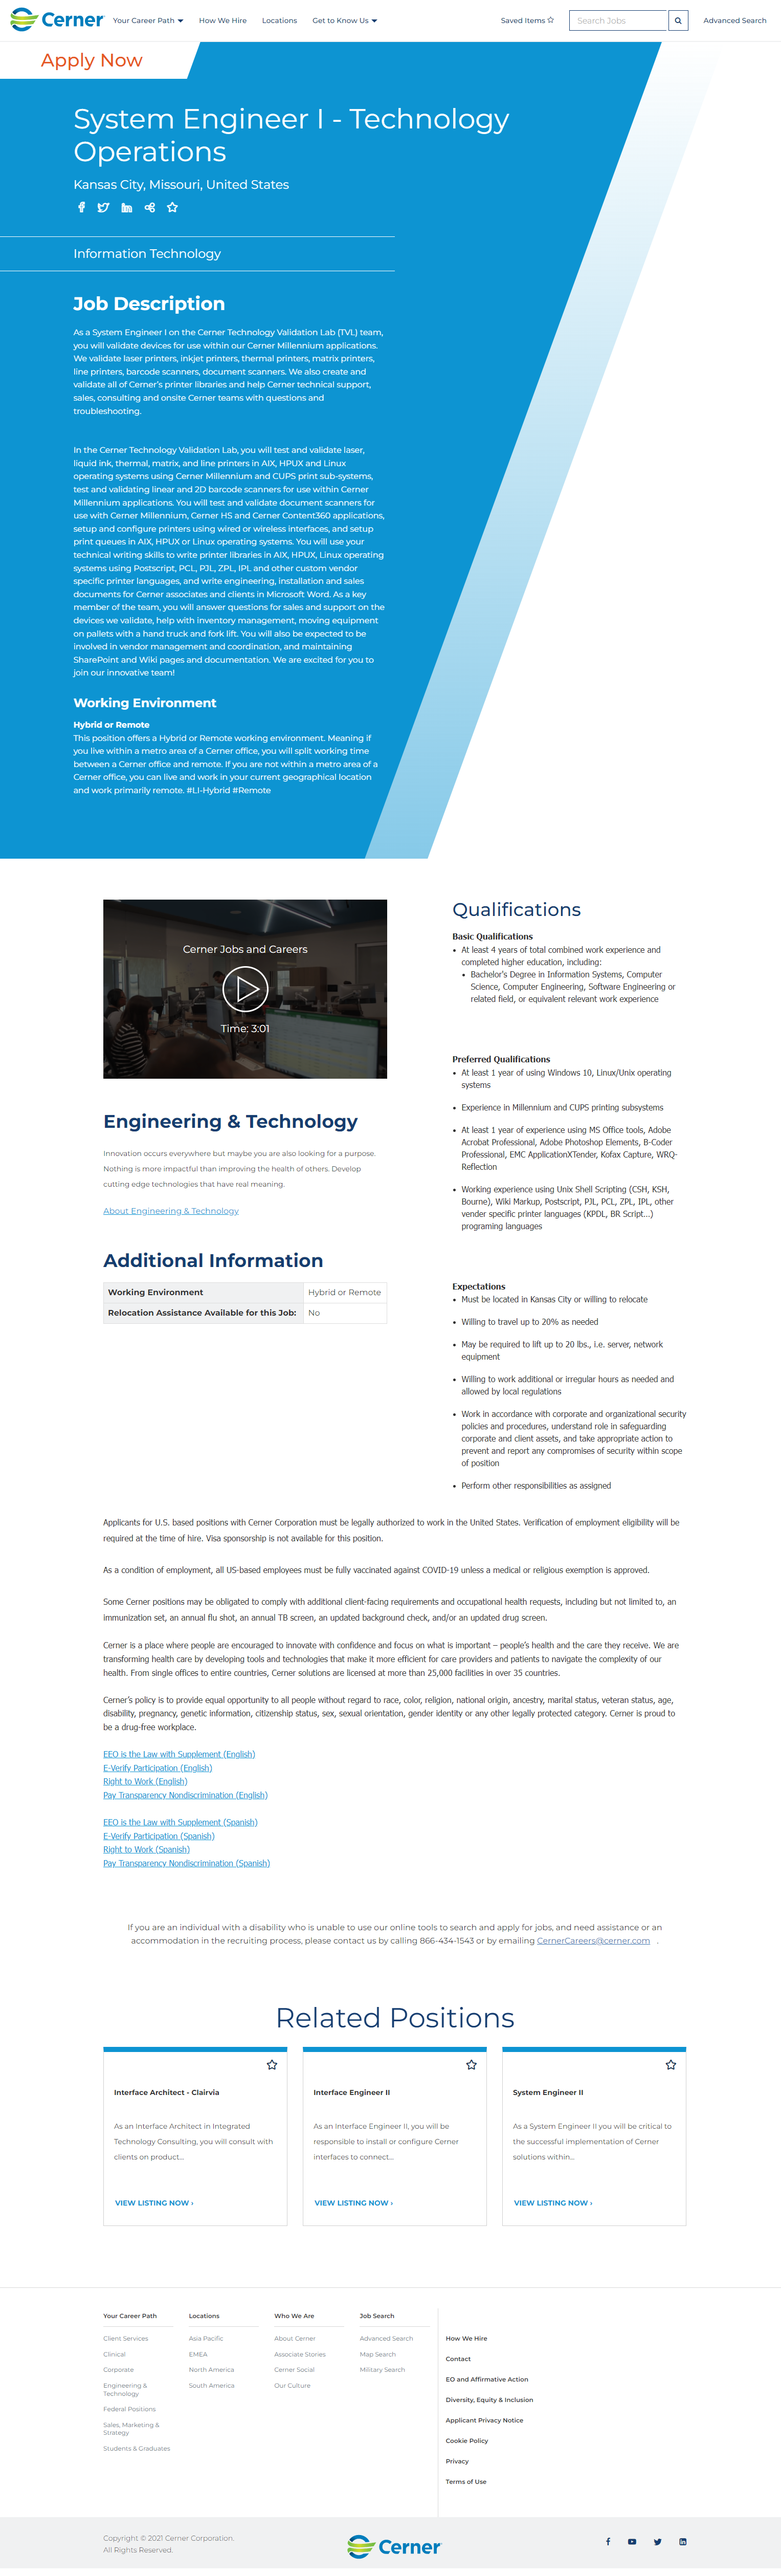 Cerner
Your Career Path
How We Hire
Locations
Get to Know Us
Saved Items
Search Jobs
Advanced Search
Apply Now
System Engineer I - Technology
Operations
Kansas City, Missouri, United States
Information Technology
Job Description
As a System Engineer I on the Cerner Technology Validation Lab (TVL) team,
you will validate devices for use within our Cerner Millennium applications.
We validate laser printers, inkjet printers, thermal printers, matrix printers,
line printers, barcode scanners, document scanners. We also create and
validate all of Cerner's printer libraries and help Cerner technical support,
sales, consulting and onsite Cerner teams with questions and
troubleshooting.
In the Cerner Technology Validation Lab, you will test and validate laser,
liquid ink, thermal, matrix, and line printers in AIX, HPUX and Linux
operating systems using Cerner Millennium and CUPS print sub-systems,
test and validating linear and 2D barcode scanners for use within Cerner
Millennium applications. You will test and validate document scanners for
use with Cerner Millennium, Cerner HS and Cerner Content360 applications,
setup and configure printers using wired or wireless interfaces, and setup
print queues in AIX, HPUX or Linux operating systems. You will use your
technical writing skills to write printer libraries in AIX, HPUX, Linux operating
systems using Postscript, PCL, PJL, ZPL, IPL and other custom vendor
specific printer languages, and write engineering, installation and sales
documents for Cerner associates and clients in Microsoft Word. As a key
member of the team, you will answer questions for sales and support on the
devices we validate, help with inventory management, moving equipment
on pallets with a hand truck and fork lift. You will also be expected to be
involved in vendor management and coordination, and maintaining
SharePoint and Wiki pages and documentation. We are excited for you to
join our innovative team!
Working Environment
Hybrid or Remote
This position offers a Hybrid or Remote working environment. Meaning if
you live within a metro area of a Cerner office, you will split working time
between a Cerner office and remote. If you are not within a metro area of a
Cerner office, you can live and work in your current geographical location
and work primarily remote. #LI-Hybrid #Remote
Cerner Jobs and Careers
Time: 3:01
Engineering & Technology
Innovation occurs everywhere but maybe you are also looking for a purpose.
Nothing is more impactful than improving the health of others. Develop
cutting edge technologies that have real meaning.
About Engineering & Technology
Additional Information
Working Environment Hybrid or Remote
Relocation Assistance Available for this Job: No
Qualifications
Basic Qualifications
• At least 4 years of total combined work experience and
completed higher education, including:
• Bachelor's Degree in Information Systems, Computer
Science, Computer Engineering, Software Engineering or
related field, or equivalent relevant work experience
Preferred Qualifications
• At least 1 year of using Windows 10, Linux/Unix operating
systems
• Experience in Millennium and CUPS printing subsystems
• At least 1 year of experience using MS Office tools, Adobe
Acrobat Professional, Adobe Photoshop Elements, B-Coder
Professional, EMC ApplicationXTender, Kofax Capture, WRQ-
Reflection
• Working experience using Unix Shell Scripting (CSH, KSH,
Bourne), Wiki Markup, Postscript, PJL, PCL, ZPL, IPL, other
vender specific printer languages (KPDL, BR Script...)
programing languages
Expectations
• Must be located in Kansas City or willing to relocate
• Willing to travel up to 20% as needed
• May be required to lift up to 20 lbs., i.e. server, network
equipment
• Willing to work additional or irregular hours as needed and
allowed by local regulations
• Work in accordance with corporate and organizational security
policies and procedures, understand role in safeguarding
corporate and client assets, and take appropriate action to
prevent and report any compromises of security within scope
of position
• Perform other responsibilities as assigned
Applicants for U.S. based positions with Cerner Corporation must be legally authorized to work in the United States. Verification of employment eligibility will be
required at the time of hire. Visa sponsorship is not available for this position.
As a condition of employment, all US-based employees must be fully vaccinated against COVID-19 unless a medical or religious exemption is approved.
Some Cerner positions may be obligated to comply with additional client-facing requirements and occupational health requests, including but not limited to, an
immunization set, an annual flu shot, an annual TB screen, an updated background check, and/or an updated drug screen.
Cerner is a place where people are encouraged to innovate with confidence and focus on what is important – people's health and the care they receive. We are
transforming health care by developing tools and technologies that make it more efficient for care providers and patients to navigate the complexity of our
health. From single offices to entire countries, Cerner solutions are licensed at more than 25,000 facilities in over 35 countries.
Cerner's policy is to provide equal opportunity to all people without regard to race, color, religion, national origin, ancestry, marital status, veteran status, age,
disability, pregnancy, genetic information, citizenship status, sex, sexual orientation, gender identity or any other legally protected category. Cerner is proud to
be a drug-free workplace.
EEO is the Law with Supplement (English)
E-Verify Participation (English)
Right to Work (English)
Pay Transparency Nondiscrimination (English)
EEO is the Law with Supplement (Spanish)
E-Verify Participation (Spanish)
Right to Work (Spanish)
Pay Transparency Nondiscrimination (Spanish)
If you are an individual with a disability who is unable to use our online tools to search and apply for jobs, and need assistance or an
accommodation in the recruiting process, please contact us by calling 866-434-1543 or by emailing CernerCareers@cerner.com .
Related Positions
Interface Architect - Clairvia
As an Interface Architect in Integrated
Technology Consulting, you will consult with
clients on product...
VIEW LISTING NOW ›
Interface Engineer II
As an Interface Engineer II, you will be
responsible to install or configure Cerner
interfaces to connect...
VIEW LISTING NOW ›
System Engineer II
As a System Engineer II you will be critical to
the successful implementation of Cerner
solutions within...
VIEW LISTING NOW ›
Your Career Path
Client Services
Clinical
Corporate
Engineering &
Technology
Federal Positions
Sales, Marketing &
Strategy
Students & Graduates
Locations
Asia Pacific
EMEA
North America
South America
Who We Are
About Cerner
Associate Stories
Cerner Social
Our Culture
Job Search
Advanced Search
Map Search
Military Search
How We Hire
Contact
EO and Affirmative Action
Diversity, Equity & Inclusion
Applicant Privacy Notice
Cookie Policy
Privacy
Terms of Use
Copyright © 2021 Cerner Corporation.
All Rights Reserved.
Cerner